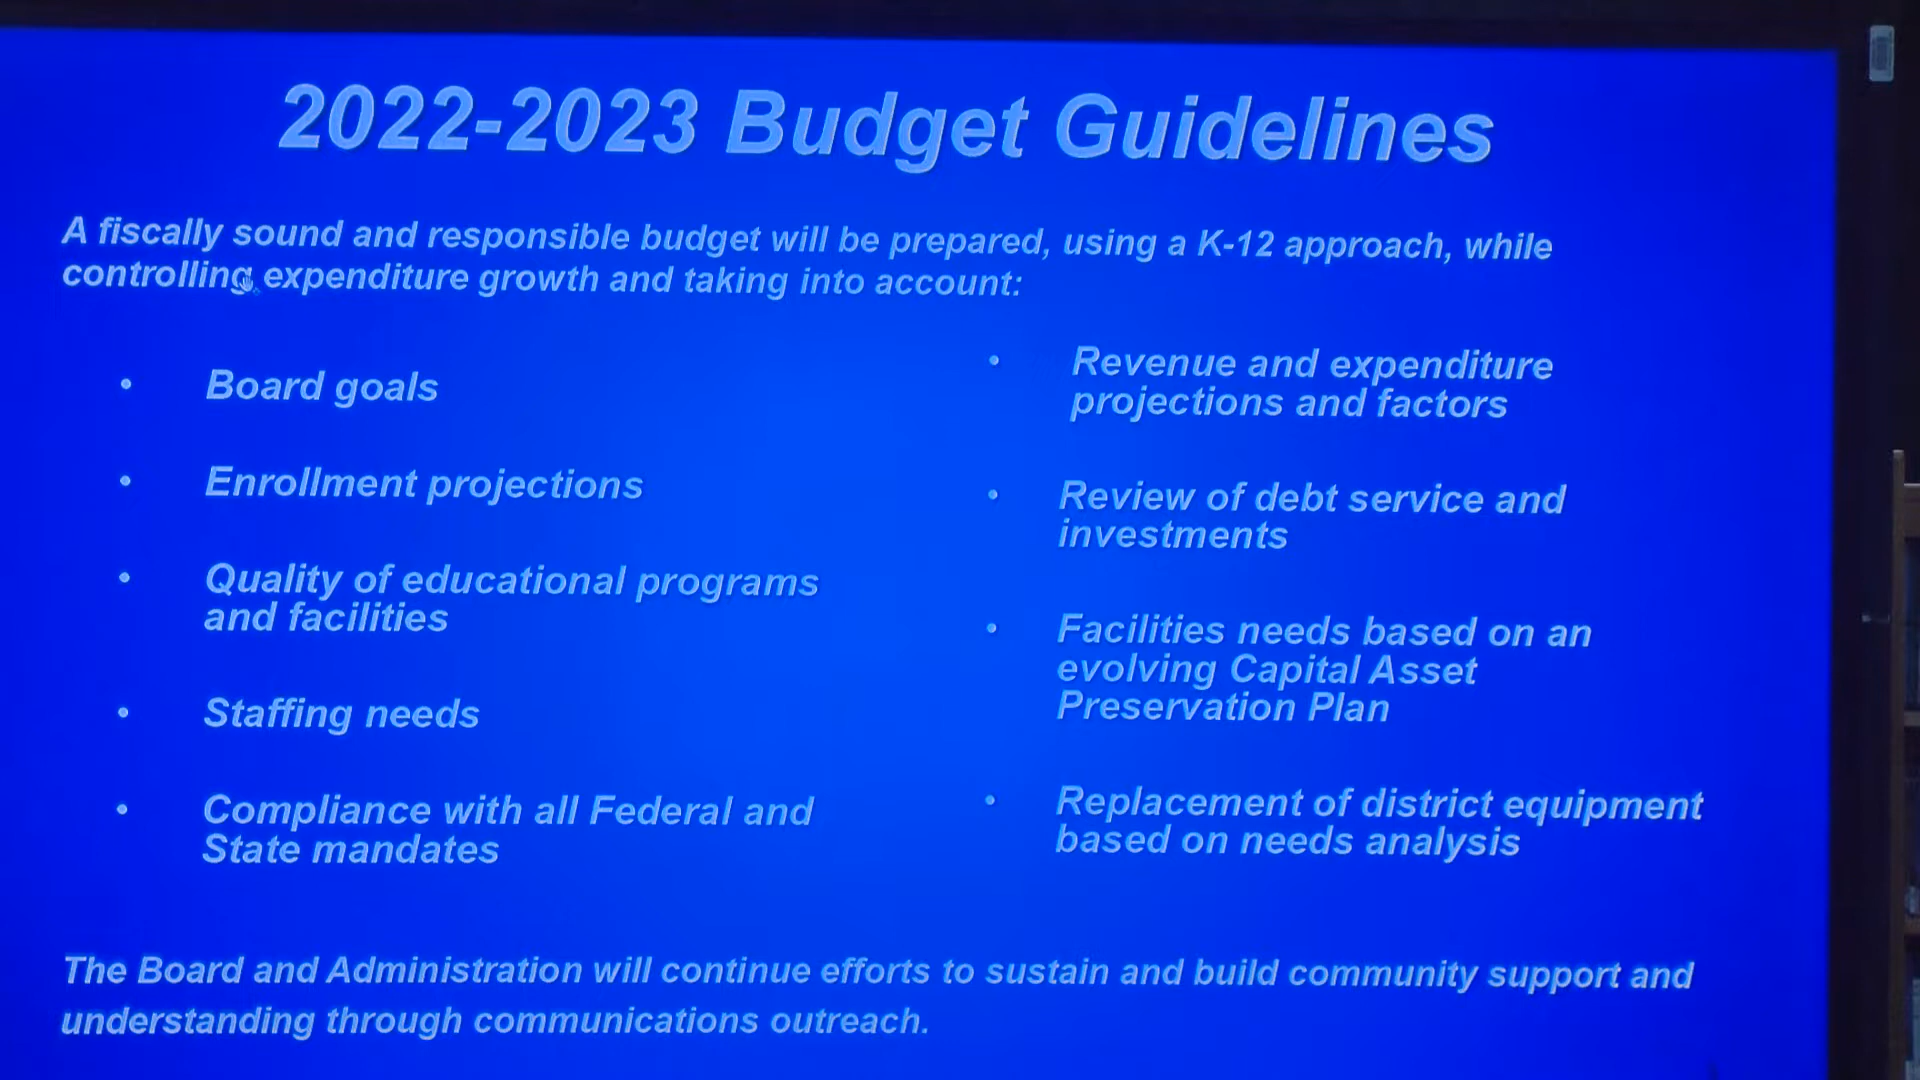 2022-2023 Budget Guidelines
A fiscally sound and responsible budget will be prepared, using a K-12 approach, while
controlling expenditure growth and taking into account:
• Board goals
• Enrollment projections
• Quality of educational programs
and facilities
• Staffing needs
• Compliance with all Federal and
State mandates
• Revenue and expenditure
projections and factors
• Review of debt service and
investments
• Facilities needs based on an
evolving Capital Asset
Preservation Plan
• Replacement of district equipment
based on needs analysis
The Board and Administration will continue efforts to sustain and build community support and
understanding through communications outreach.